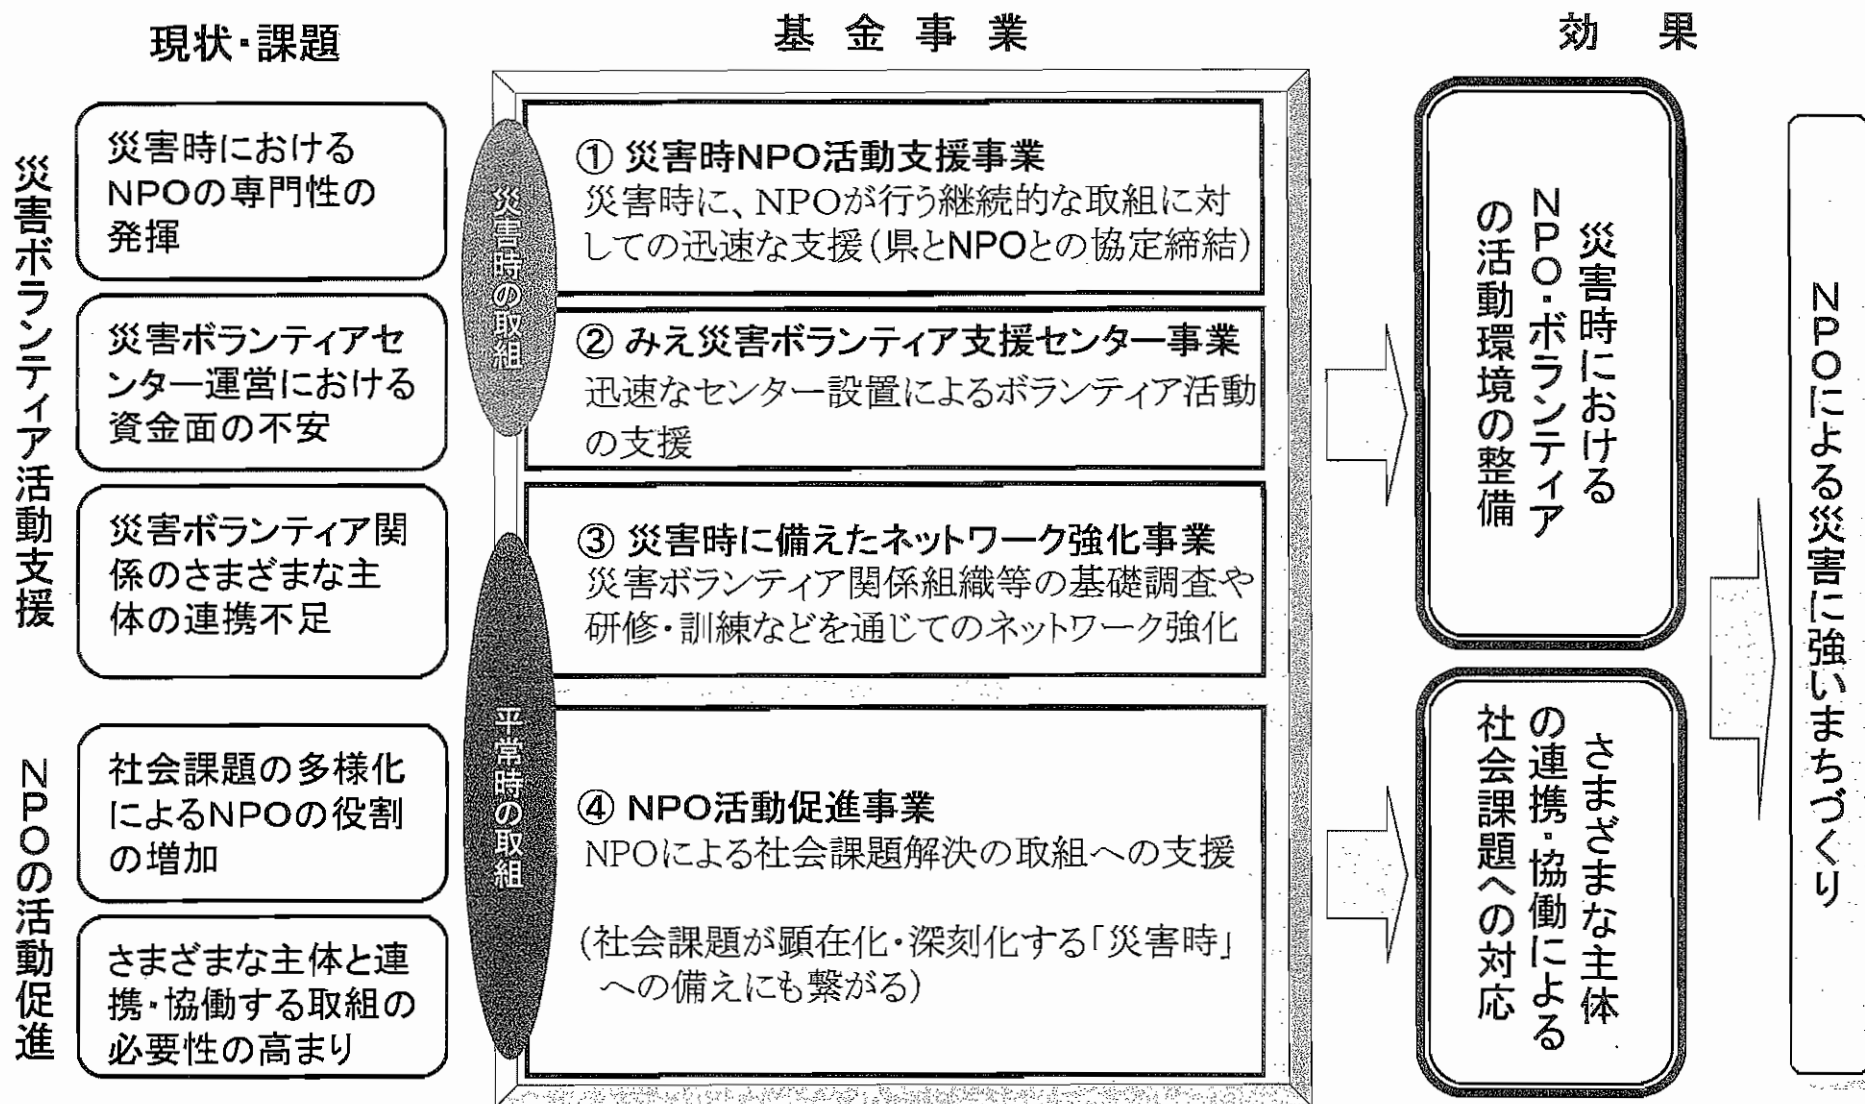 現状・課題
基金事業
効果
災害ボランティア活動支援
災害時における
NPOの専門性の
発揮
災害ボランティアセ
ンター運営における
資金面の不安
災害ボランティア関
係のさまざまな主
体の連携不足
NPOの活動促進
社会課題の多様化
によるNPOの役割
の増加
さまざまな主体と連
携・協働する取組の
必要性の高まり
災害時の取組
① 災害時NPO活動支援事業
災害時に、NPOが行う継続的な取組に対
しての迅速な支援(県とNPOとの協定締結)
② みえ災害ボランティア支援センター事業
迅速なセンター設置によるボランティア活動
の支援
平常時の取組
③ 災害時に備えたネットワーク強化事業
災害ボランティア関係組織等の基礎調査や
研修・訓練などを通じてのネットワーク強化
④ NPO活動促進事業
NPOによる社会課題解決の取組への支援
(社会課題が顕在化・深刻化する「災害時」
への備えにも繋がる)
災害時における
NPO・ボランティア
の活動環境の整備
さまざまな主体
の連携・協働による
社会課題への対応
NPOによる災害に強いまちづくり